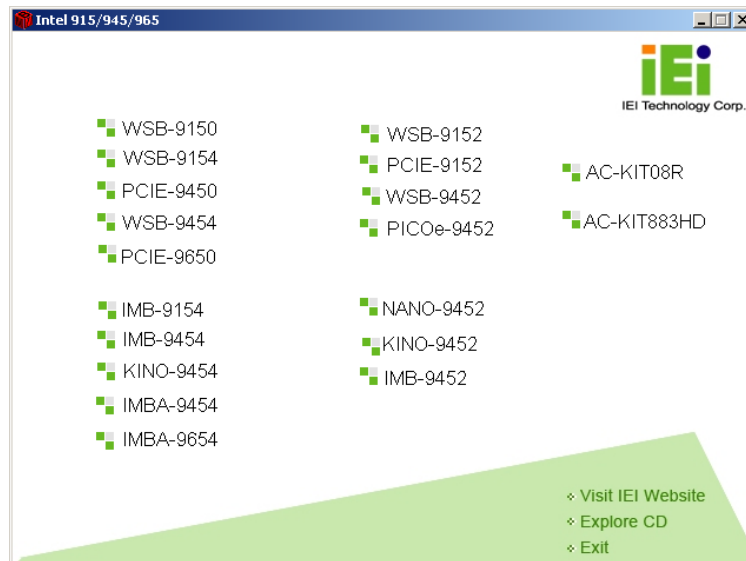 Intel 915/945/965
iEi
IEI Technology Corp.
WSB-9150
WSB-9154
PCIE-9450
WSB-9454
PCIE-9650
IMB-9154
IMB-9454
KINO-9454
IMBA-9454
IMBA-9654
WSB-9152
PCIE-9152
WSB-9452
PICOe-9452
NANO-9452
KINO-9452
IMB-9452
AC-KIT08R
AC-KIT883HD
Visit IEI Website
Explore CD
Exit